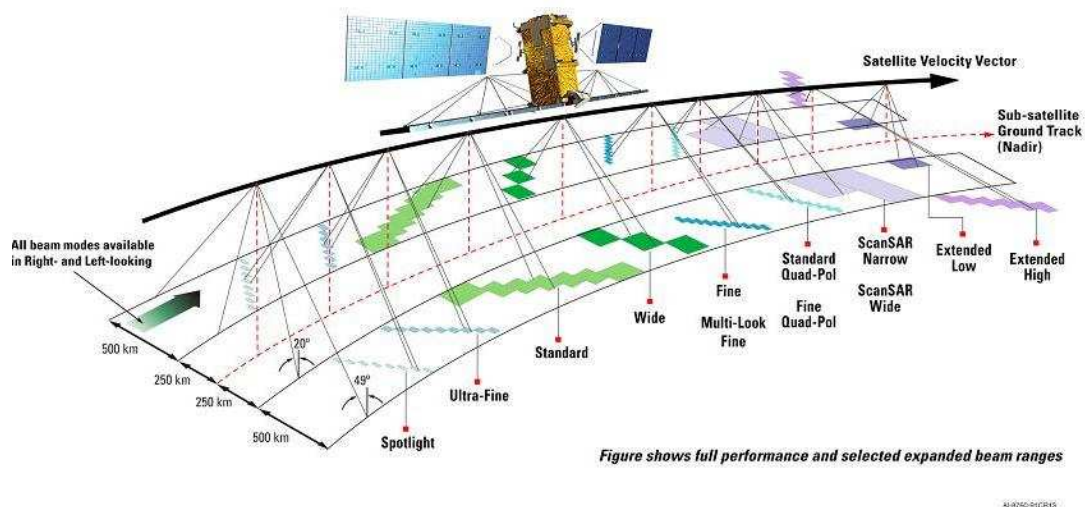 Satellite Velocity Vector
Sub-satellite
Ground Track
(Nadir)
All beam modes available
in Right- and Left-looking
500 km
250 km
250 km
500 km
20°
49°
Spotlight
Ultra-Fine
Standard
Wide
Fine
Multi-Look
Fine
Standard
Quad-Pol
Fine
Quad-Pol
ScanSAR
Narrow
ScanSAR
Wide
Extended
Low
Extended
High
Figure shows full performance and selected expanded beam ranges